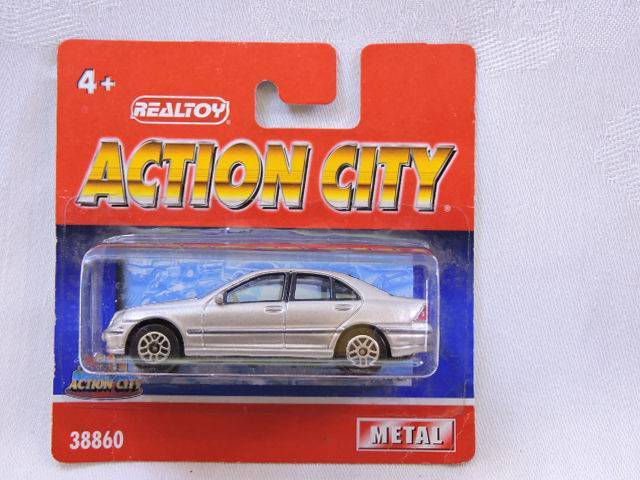 4+
REALTOY
ACTION CITY®
ACTION CITY
38860
METAL